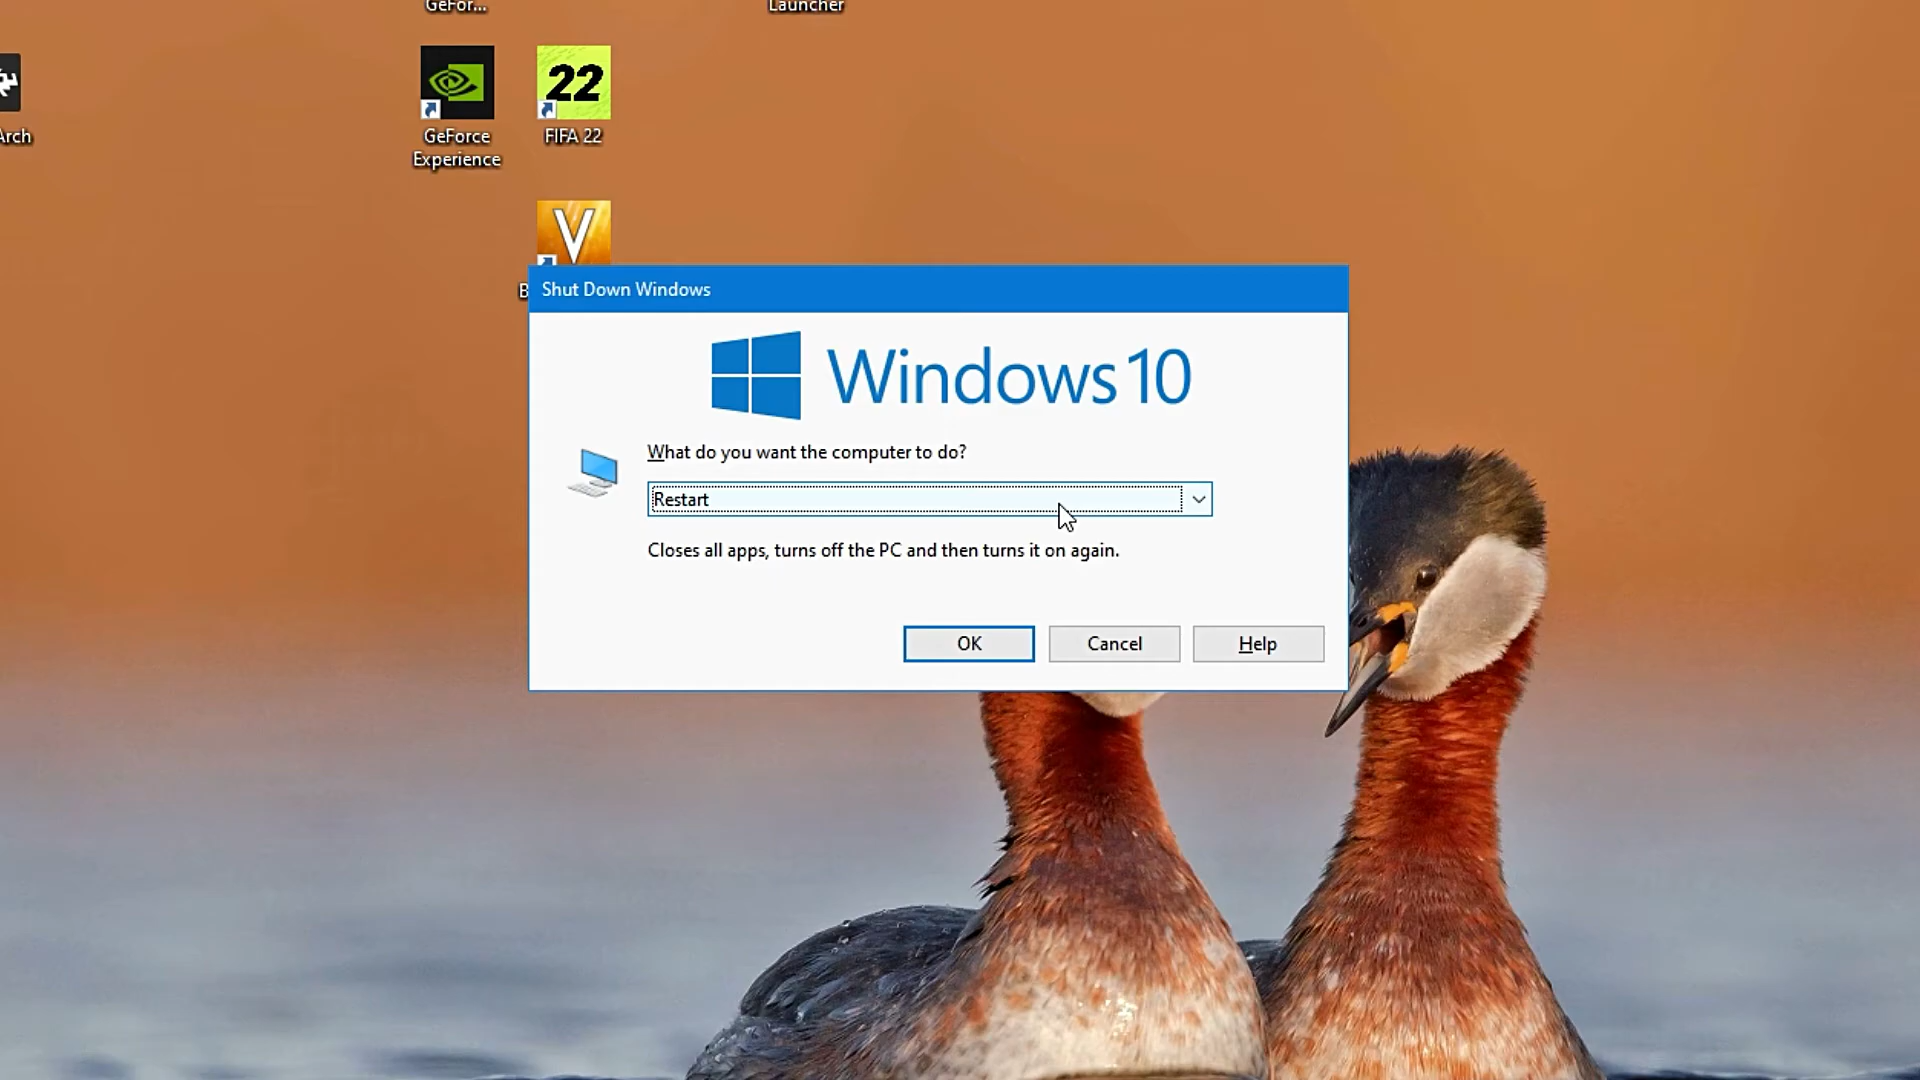 GeFor...
Launcher
22
Arch
GeForce
Experience
FIFA 22
V
B
Shut Down Windows
Windows 10
What do you want the computer to do?
Restart
Closes all apps, turns off the PC and then turns it on again.
OK
Cancel
Help